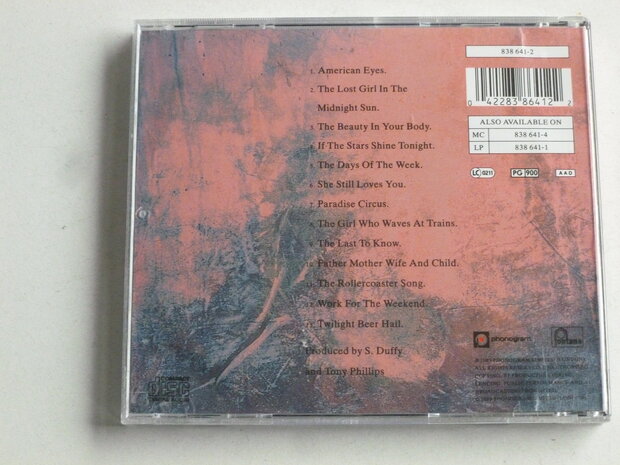 838 641-2
0 42283 86412 2
ALSO AVAILABLE ON
MC 838 641-4
LP 838 641-1
LC 0211 PG 900 AAD
1. American Eyes.
2. The Lost Girl In The
Midnight Sun.
3. The Beauty In Your Body.
4. If The Stars Shine Tonight.
5. The Days Of The Week.
6. She Still Loves You.
7. Paradise Circus.
8. The Girl Who Waves At Trains.
9. The Last To Know.
10. Father Mother Wife And Child.
11. The Rollercoaster Song.
12. Work For The Weekend.
13. Twilight Beer Hall.
Produced by S. Duffy
and Tony Phillips
phonogram
fontana
COMPACT
disc
DIGITAL AUDIO